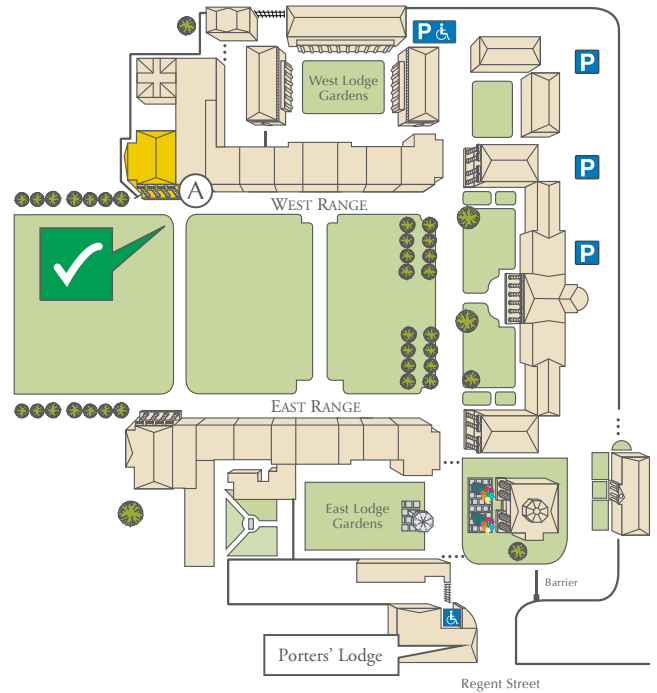 P
P
West Lodge
Gardens
P
A
WEST RANGE
P
EAST RANGE
East Lodge
Gardens
Barrier
Porters' Lodge
Regent Street